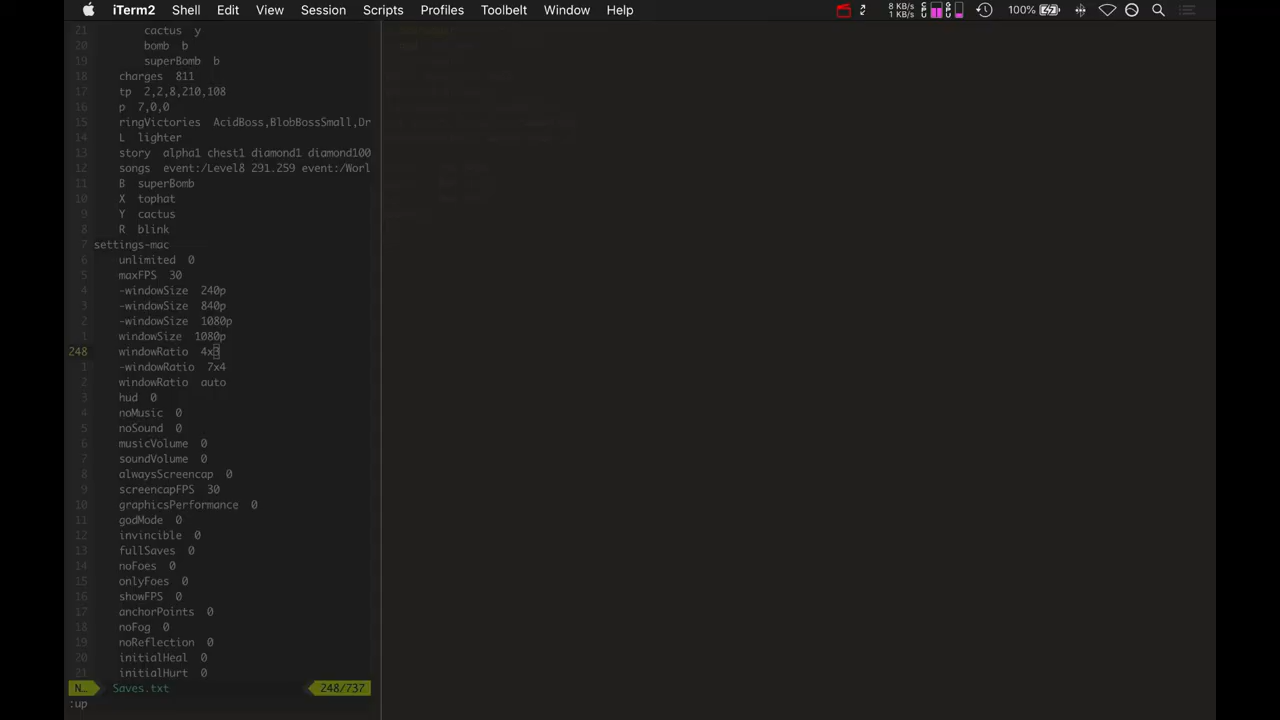 iTerm2 Shell Edit View Session Scripts Profiles Toolbelt Window Help 8 KB/s 1 KB/s 100%
21 cactus y
20 bomb b
19 superBomb b
18 charges 811
17 tp 2,2,8,210,108
16 p 7,0,0
15 ringVictories AcidBoss,BlobBossSmall,Dr
14 L lighter
13 story alpha1 chest1 diamond1 diamond100
12 songs event:/Level8 291.259 event:/Worl
11 B superBomb
10 X tophat
9 Y cactus
8 R blink
7 settings-mac
6 unlimited 0
5 maxFPS 30
4 -windowSize 240p
3 -windowSize 840p
2 -windowSize 1080p
1 windowSize 1080p
248 windowRatio 4x3
1 -windowRatio 7x4
2 windowRatio auto
3 hud 0
4 noMusic 0
5 noSound 0
6 musicVolume 0
7 soundVolume 0
8 alwaysScreencap 0
9 screencapFPS 30
10 graphicsPerformance 0
11 godMode 0
12 invincible 0
13 fullSaves 0
14 noFoes 0
15 onlyFoes 0
16 showFPS 0
17 anchorPoints 0
18 noFog 0
19 noReflection 0
20 initialHeal 0
21 initialHurt 0
N… Saves.txt 248/737
:up